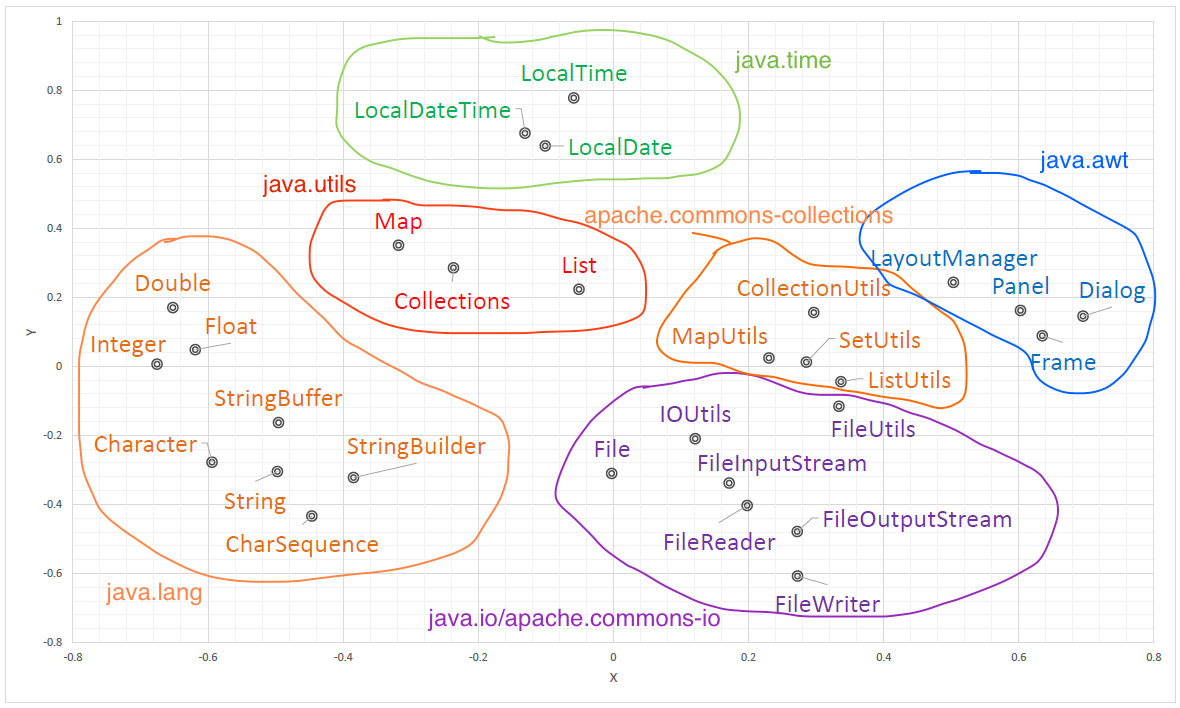 1
java.time
LocalTime
0.8
LocalDateTime
LocalDate
0.6
java.utils
java.awt
apache.commons-collections
0.4
Map
LayoutManager
List
Double
CollectionUtils
Panel
Dialog
Collections
0.2
Float
Integer
MapUtils
SetUtils
Y
Frame
0
ListUtils
StringBuffer
IOUtils
FileUtils
-0.2
Character
StringBuilder
File
FileInputStream
String
-0.4
FileOutputStream
CharSequence
FileReader
-0.6
java.lang
FileWriter
java.io/apache.commons-io
-0.8
-0.8 -0.6 -0.4 -0.2 0 0.2 0.4 0.6 0.8
X